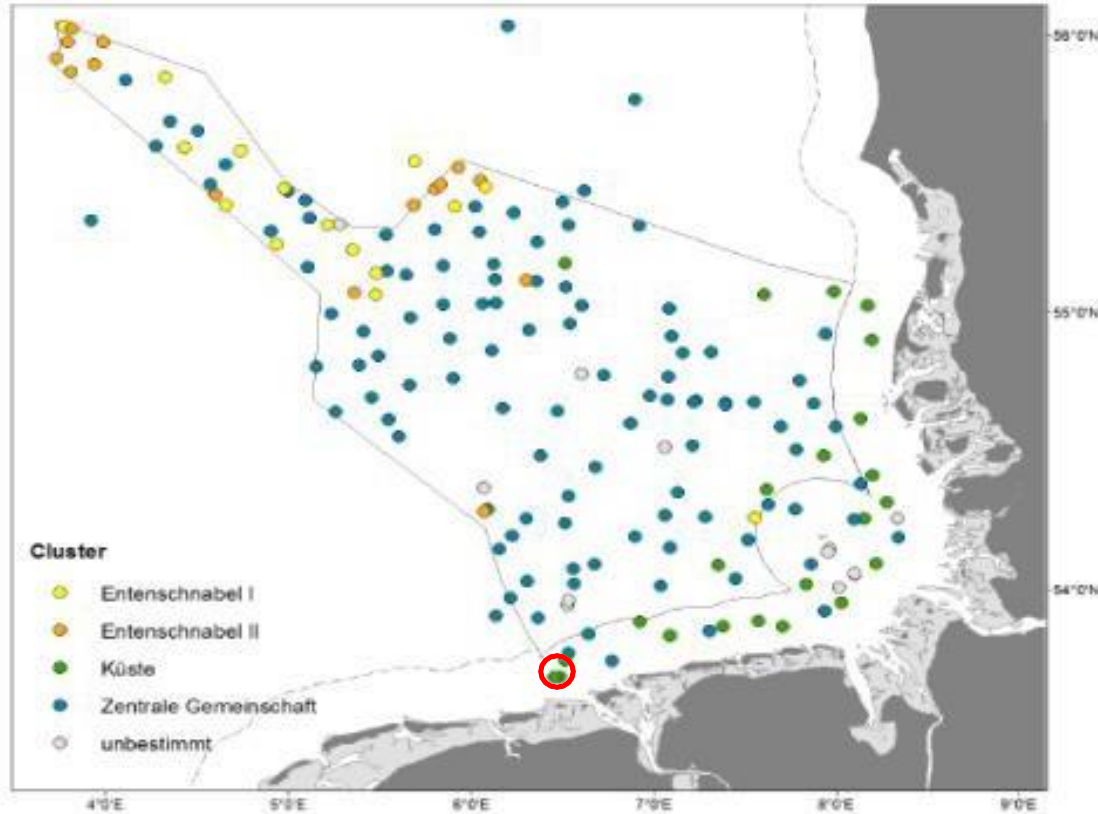 56°0'N
55°0'N
54°0'N
Cluster
Entenschnabel I
Entenschnabel II
Küste
Zentrale Gemeinschaft
unbestimmt
4°0'E 5°0'E 6°0'E 7°0'E 8°0'E 9°0'E